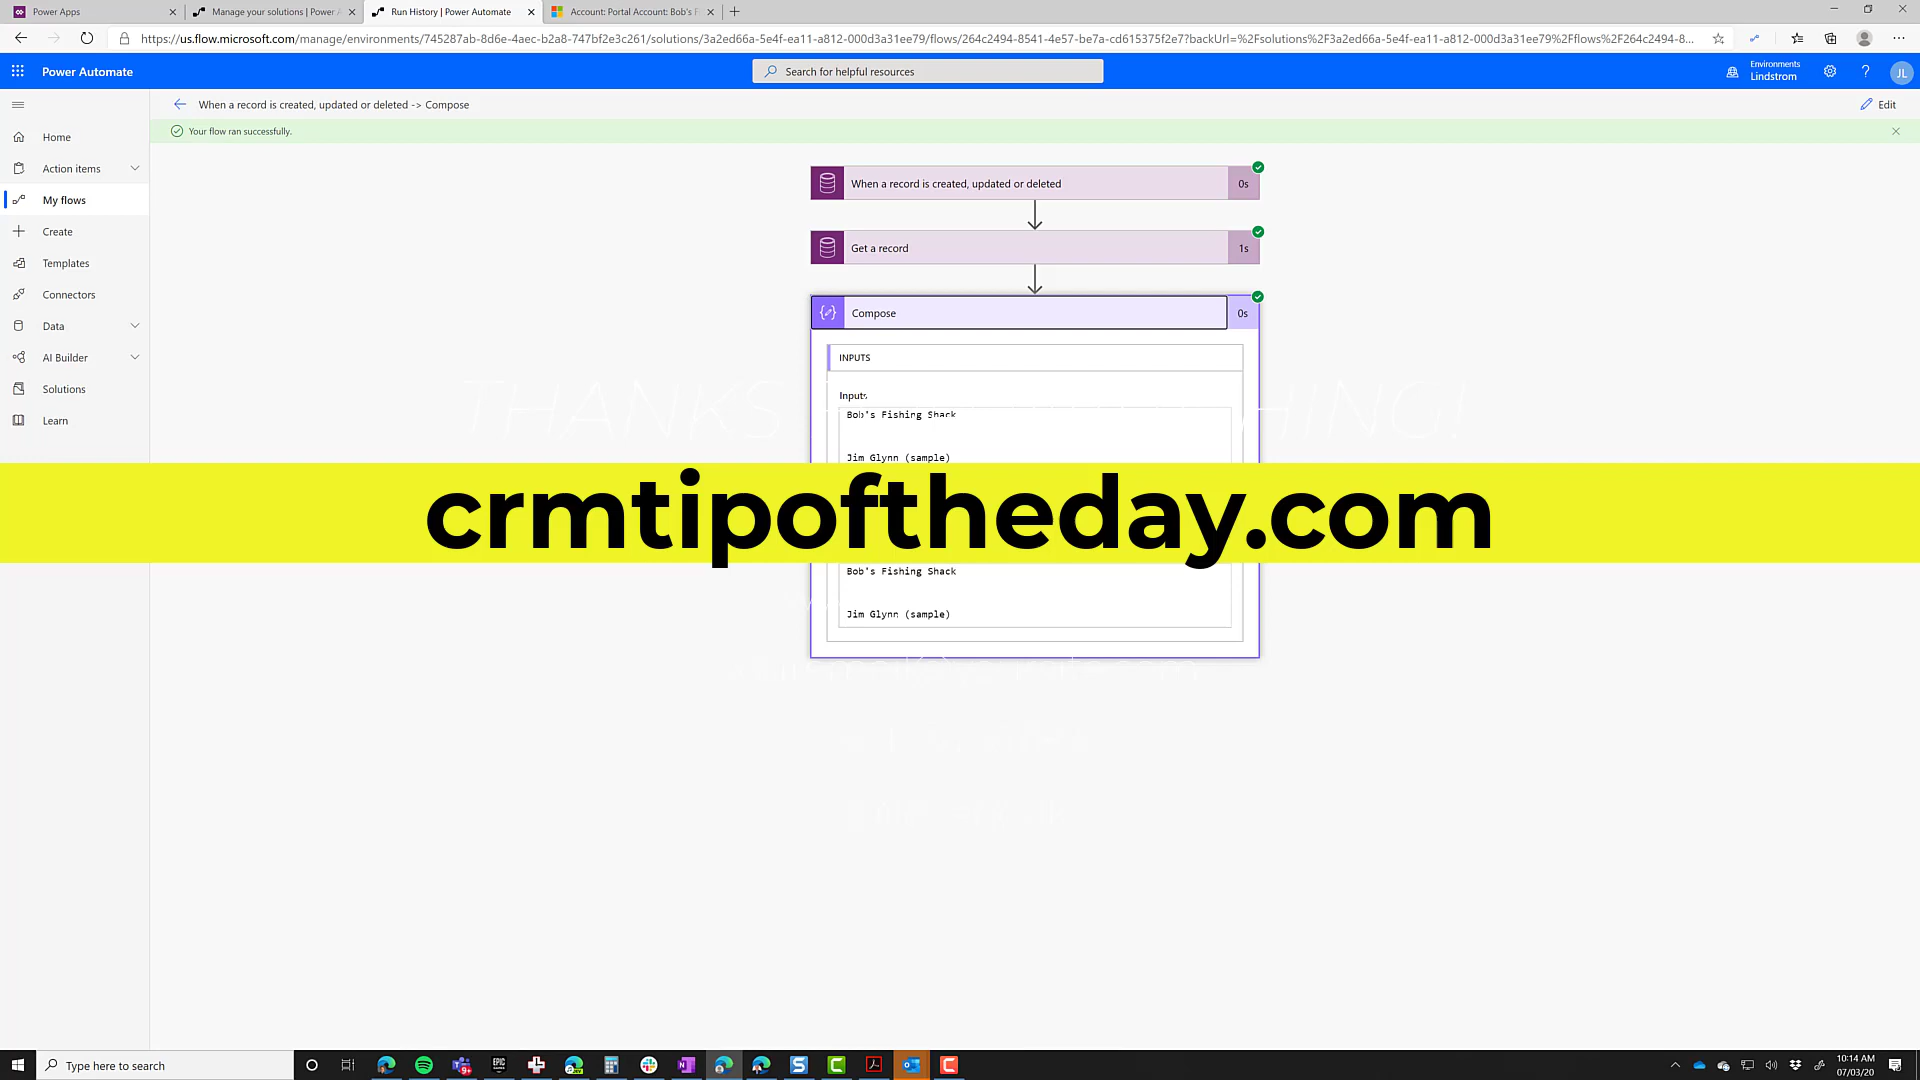 Power Apps
Manage your solutions | Power A
Run History | Power Automate
Account: Portal Account: Bob's F
https://us.flow.microsoft.com/manage/environments/745287ab-8d6e-4aec-b2a8-747bf2e3c261/solutions/3a2ed66a-5e4f-ea11-a812-000d3a31ee79/flows/264c2494-8541-4e57-be7a-cd615375f2e7?backUrl=%2Fsolutions%2F3a2ed66a-5e4f-ea11-a812-000d3a31ee79%2Fflows%2F264c2494-8...
Power Automate
Search for helpful resources
Environments
Lindstrom
JL
When a record is created, updated or deleted -> Compose
Edit
Your flow ran successfully.
Home
Action items
My flows
Create
Templates
Connectors
Data
AI Builder
Solutions
Learn
When a record is created, updated or deleted
0s
Get a record
1s
Compose
0s
INPUTS
Inputs
Bob's Fishing Shack
Jim Glynn (sample)
THANKS
HING!
crmtipoftheday.com
Bob's Fishing Shack
Jim Glynn (sample)
Type here to search
10:14 AM
07/03/20